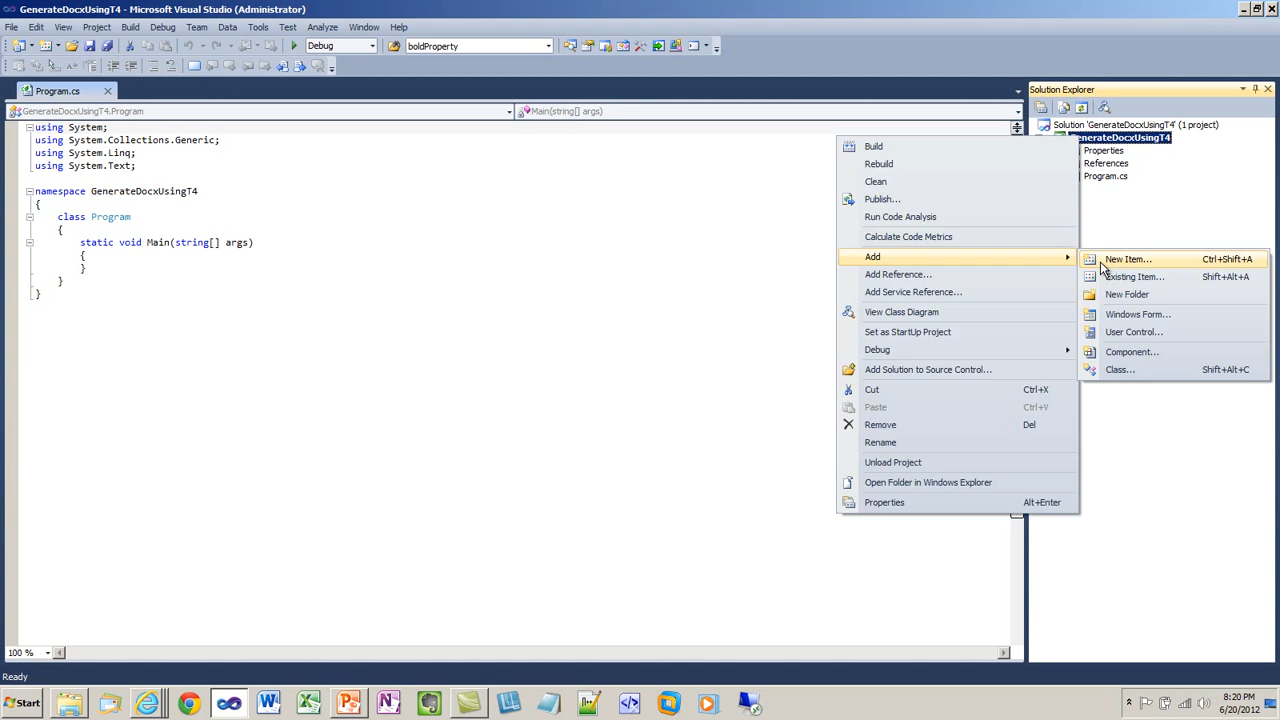 GenerateDocxUsingT4 - Microsoft Visual Studio (Administrator)
File Edit View Project Build Debug Team Data Tools Test Analyze Window Help
Debug boldProperty
Program.cs
GenerateDocxUsingT4.Program Main(string[] args)
using System;
using System.Collections.Generic;
using System.Linq;
using System.Text;
namespace GenerateDocxUsingT4
{
class Program
{
static void Main(string[] args)
{
}
}
}
Build
Rebuild
Clean
Publish...
Run Code Analysis
Calculate Code Metrics
Add
Add Reference...
Add Service Reference...
View Class Diagram
Set as StartUp Project
Debug
Add Solution to Source Control...
Cut Ctrl+X
Paste Ctrl+V
Remove Del
Rename
Unload Project
Open Folder in Windows Explorer
Properties Alt+Enter
New Item... Ctrl+Shift+A
Existing Item... Shift+Alt+A
New Folder
Windows Form...
User Control...
Component...
Class... Shift+Alt+C
Solution Explorer
Solution 'GenerateDocxUsingT4' (1 project)
GenerateDocxUsingT4
Properties
References
Program.cs
100 %
Ready
Start
8:20 PM
6/20/2012